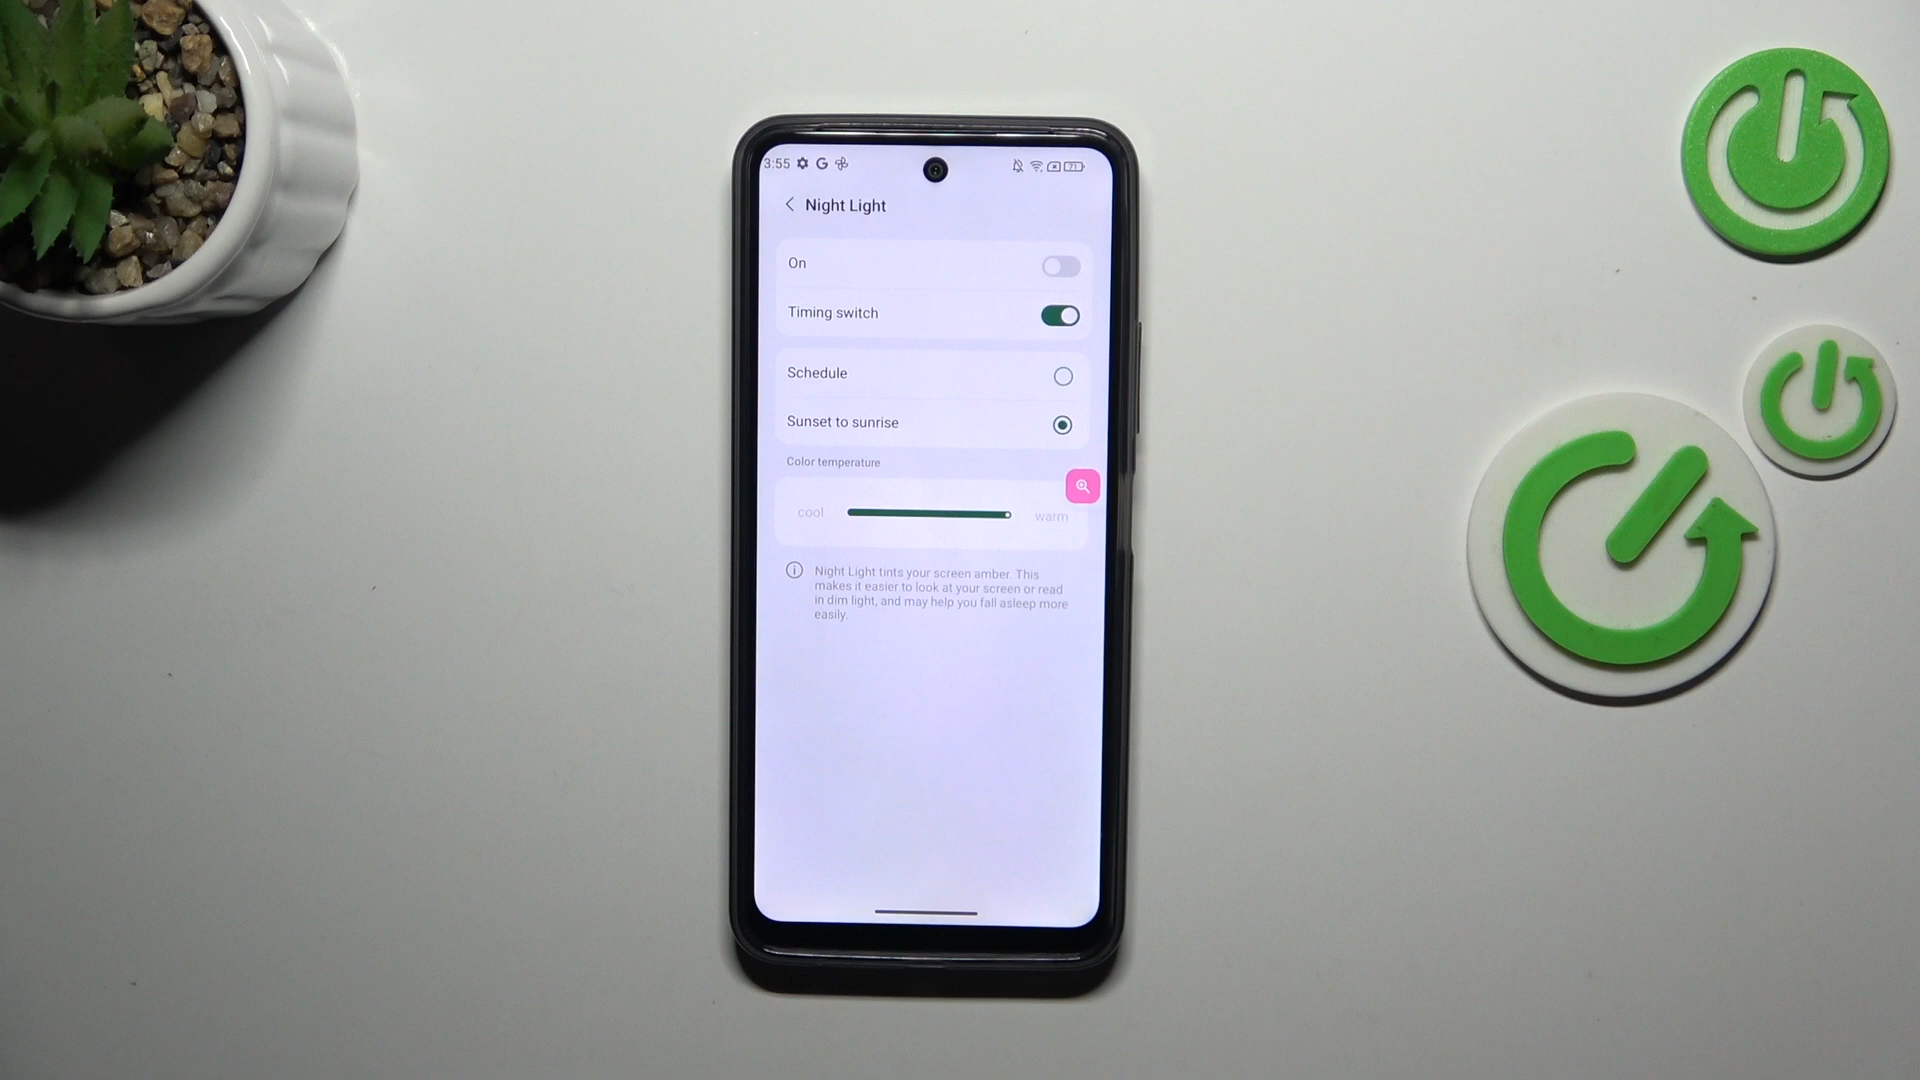 3:55
71
Night Light
On
Timing switch
Schedule
Sunset to sunrise
Color temperature
cool
warm
Night Light tints your screen amber. This
makes it easier to look at your screen or read
in dim light, and may help you fall asleep more
easily.